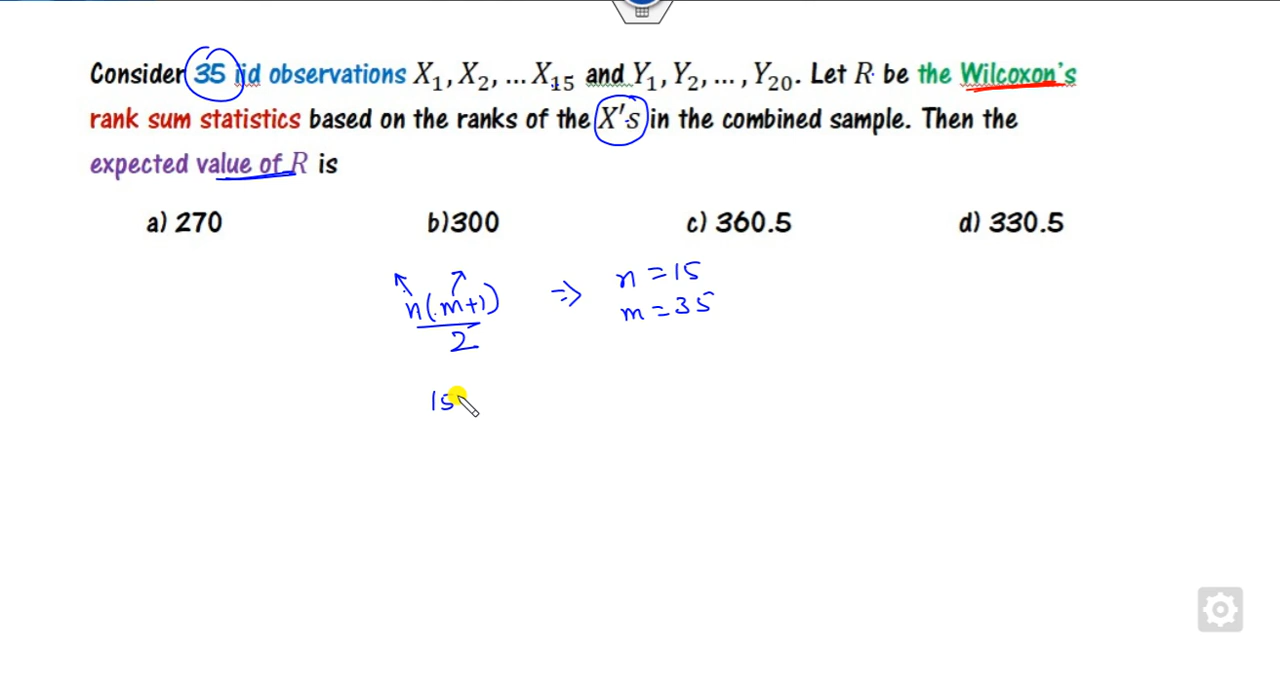 Consider 35 iid observations X₁, X₂, … X₁₅ and Y₁, Y₂, … , Y₂₀. Let R be the Wilcoxon's
rank sum statistics based on the ranks of the X's in the combined sample. Then the
expected value of R is
a) 270 b)300 c) 360.5 d) 330.5
n(m+1)/2 => n = 15
m = 35
15